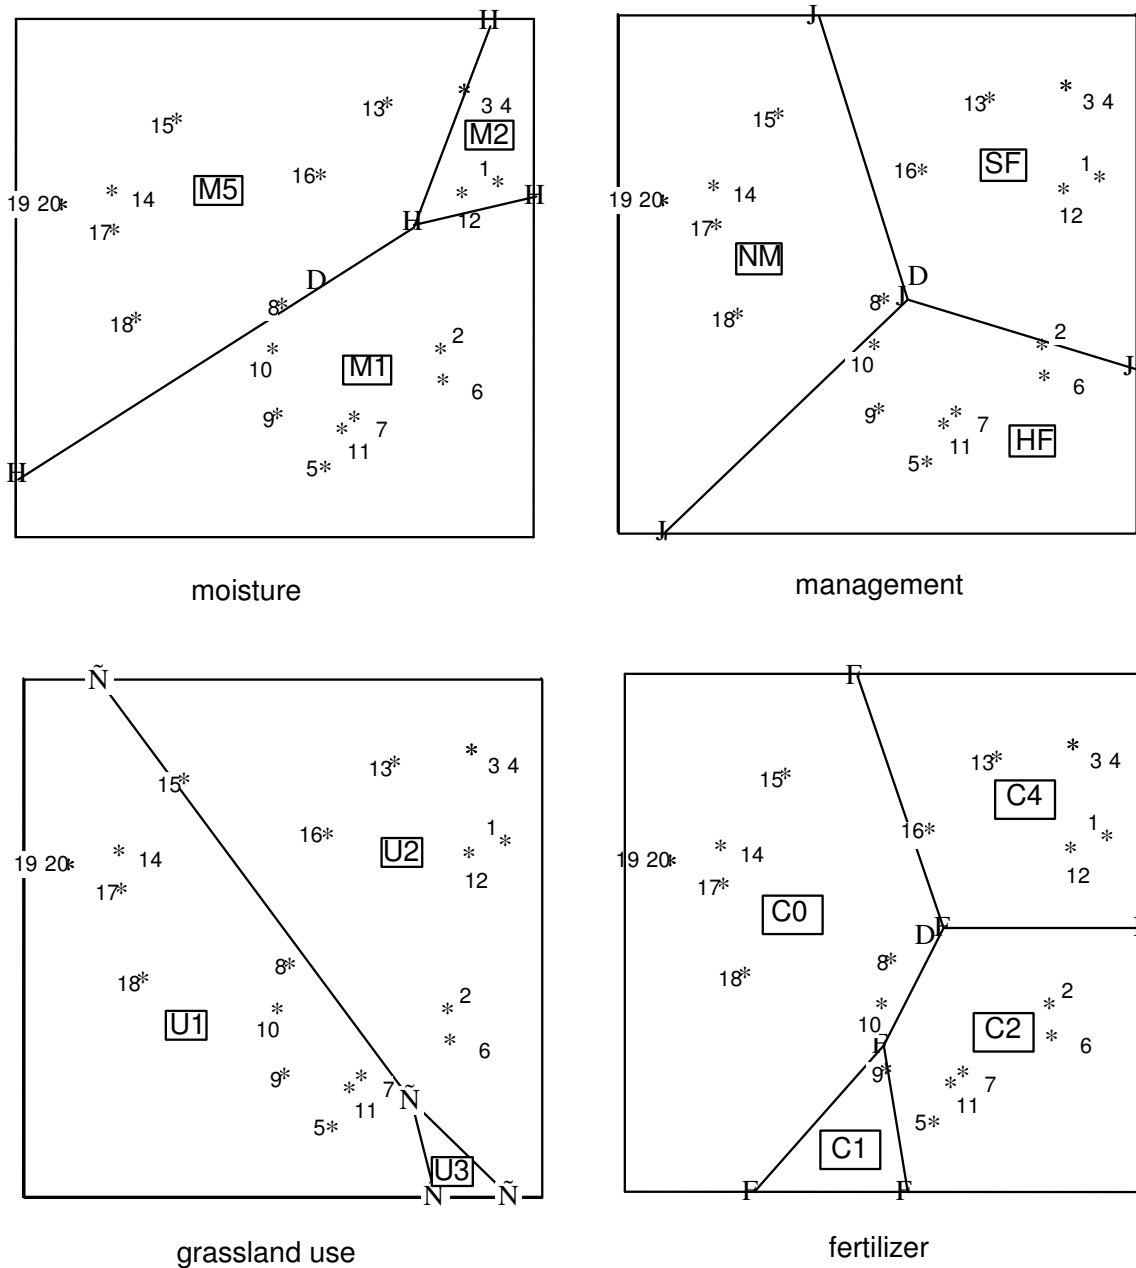 H
13* * 3 4
15* M2
16* 1 *
* 14 M5 * H
19 20* H 12
17*
D
8*
18* * 2
* 10 M1 * 6
9* * 7
* 11
5*
H
moisture
J
13* * 3 4
15*
16* SF 1 *
* 14 *
19 20* 12
17*
NM D
8* J
18* 2
* 10 * J
* 6
9* * 7
* 11 HF
5*
J
management
Ñ
* 3 4
13*
15*
16* 1 *
* 14 U2 *
19 20* 12
17*
8*
18* 2
U1 * 10 *
* 6
9* * 7 Ñ
* 11
5*
U3
Ñ Ñ
grassland use
F
* 3 4
13*
15* C4
16* 1 *
* 14 *
19 20* 12
17*
C0 D F F
8*
18* 2
* 10 C2 *
F * 6
9* * 7
* 11
5*
C1
F F
fertilizer